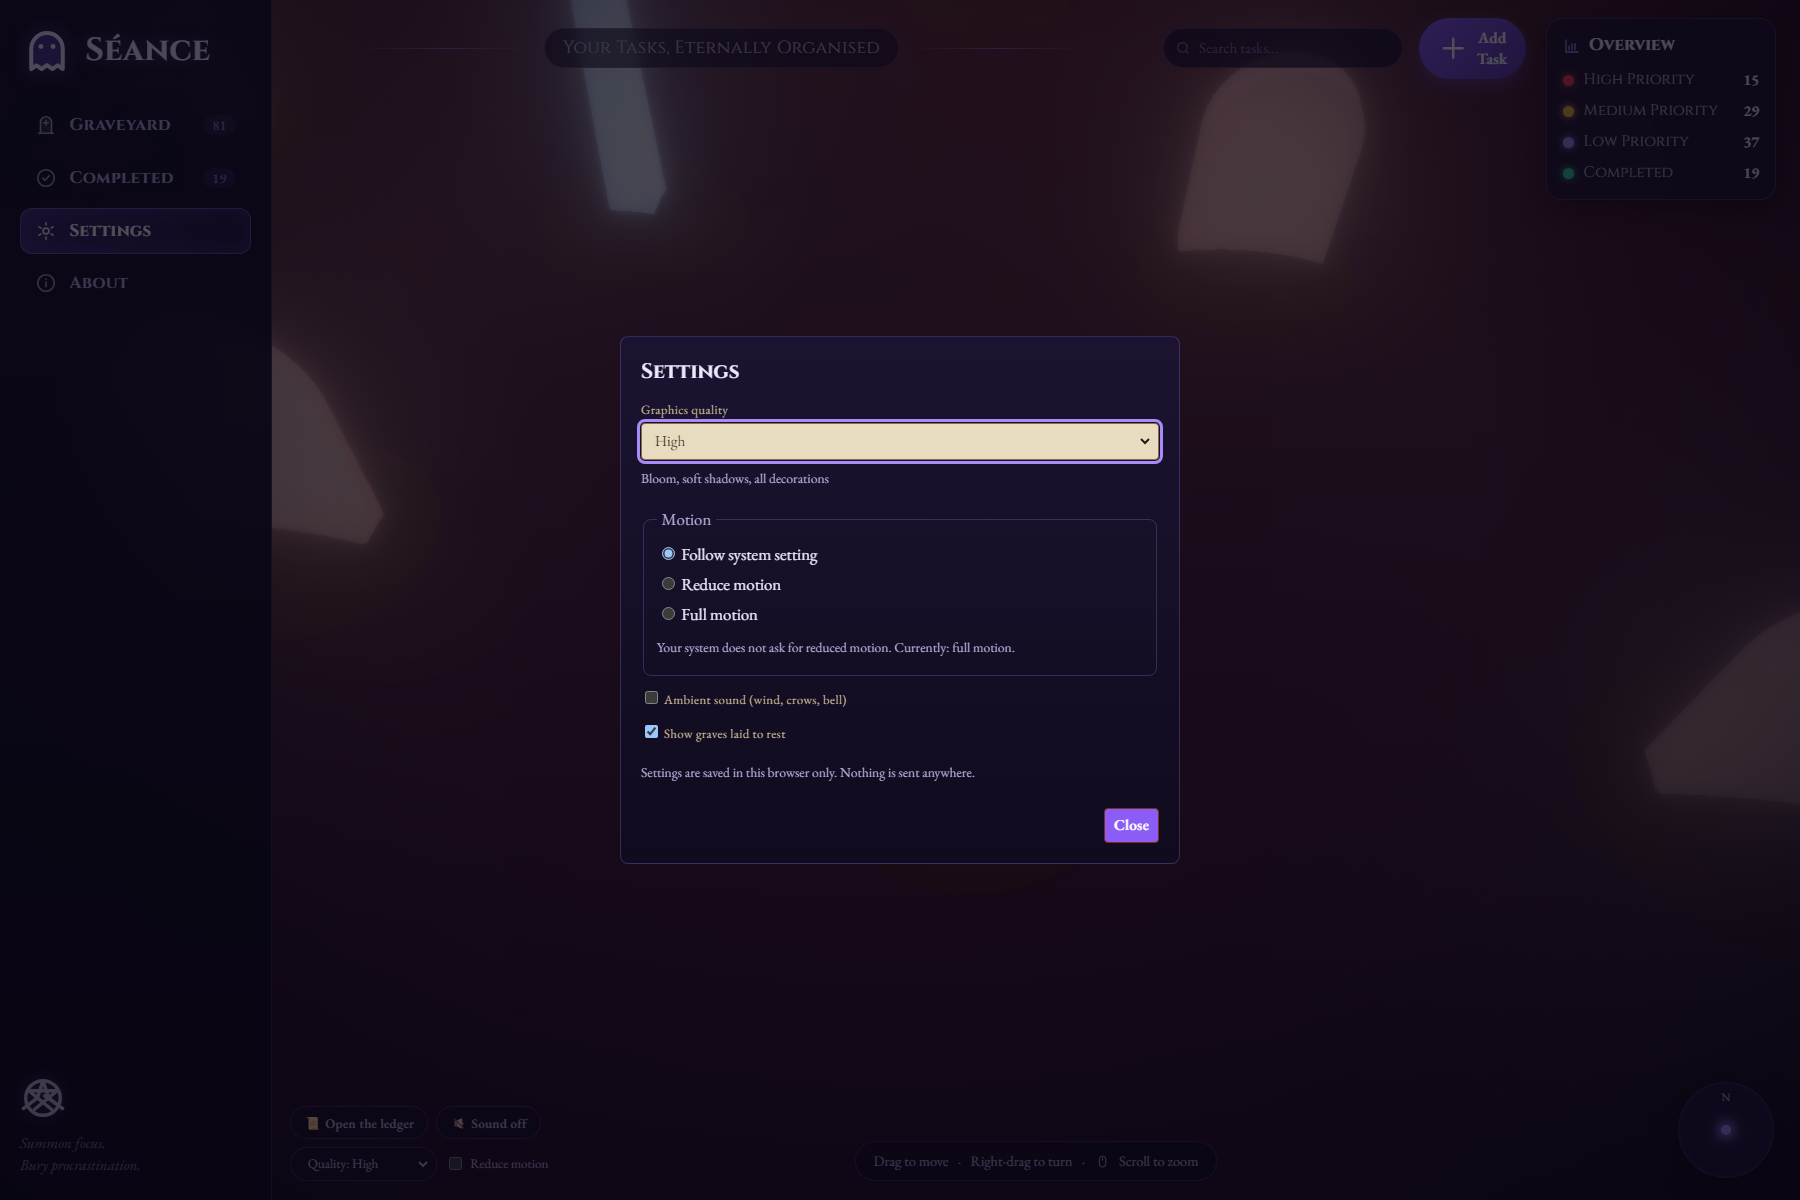 Séance
Graveyard 81
Completed 19
Settings
About
Summon focus.
Bury procrastination.
Your Tasks, Eternally Organised
Search tasks...
Add
Task
Overview
High Priority 15
Medium Priority 29
Low Priority 37
Completed 19
Settings
Graphics quality
High
Bloom, soft shadows, all decorations
Motion
Follow system setting
Reduce motion
Full motion
Your system does not ask for reduced motion. Currently: full motion.
Ambient sound (wind, crows, bell)
Show graves laid to rest
Settings are saved in this browser only. Nothing is sent anywhere.
Close
Open the ledger
Sound off
Quality: High
Reduce motion
Drag to move · Right-drag to turn · Scroll to zoom
N